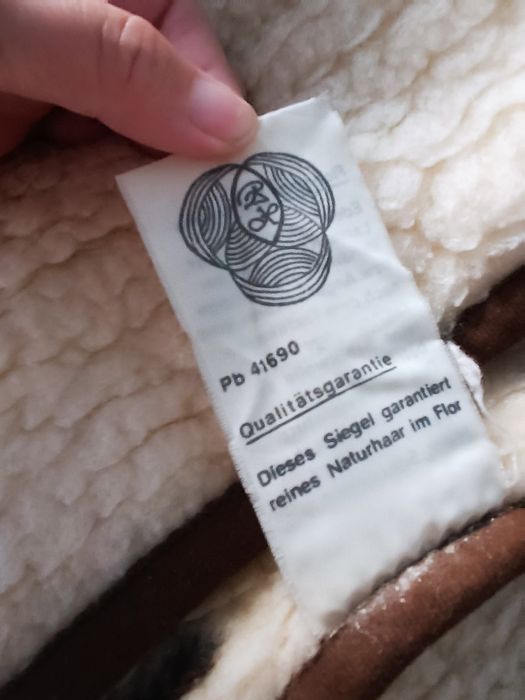 Pb 41690
Qualitätsgarantie
Dieses Siegel garantiert
reines Naturhaar im Flor